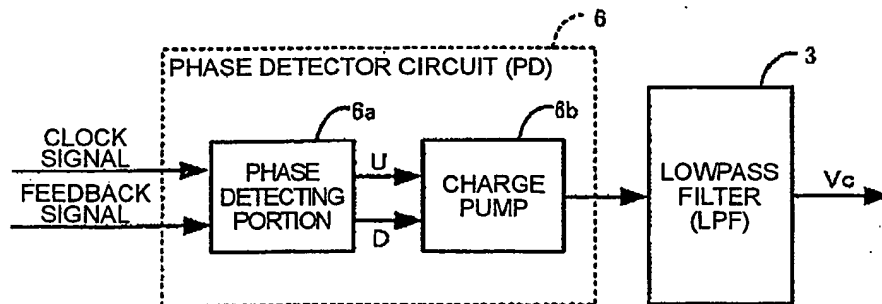 6
PHASE DETECTOR CIRCUIT (PD)
3
6a
6b
CLOCK
SIGNAL
FEEDBACK
SIGNAL
PHASE
DETECTING
PORTION
U
D
CHARGE
PUMP
LOWPASS
FILTER
(LPF)
Vc